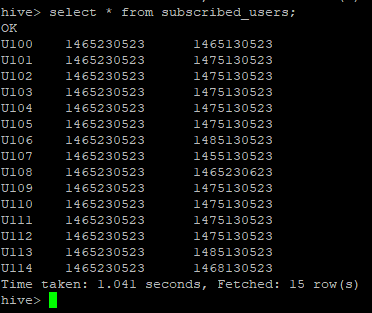 hive> select * from subscribed_users;
OK
U100 1465230523 1465130523
U101 1465230523 1475130523
U102 1465230523 1475130523
U103 1465230523 1475130523
U104 1465230523 1475130523
U105 1465230523 1475130523
U106 1465230523 1485130523
U107 1465230523 1455130523
U108 1465230523 1465230623
U109 1465230523 1475130523
U110 1465230523 1475130523
U111 1465230523 1475130523
U112 1465230523 1475130523
U113 1465230523 1485130523
U114 1465230523 1468130523
Time taken: 1.041 seconds, Fetched: 15 row(s)
hive>